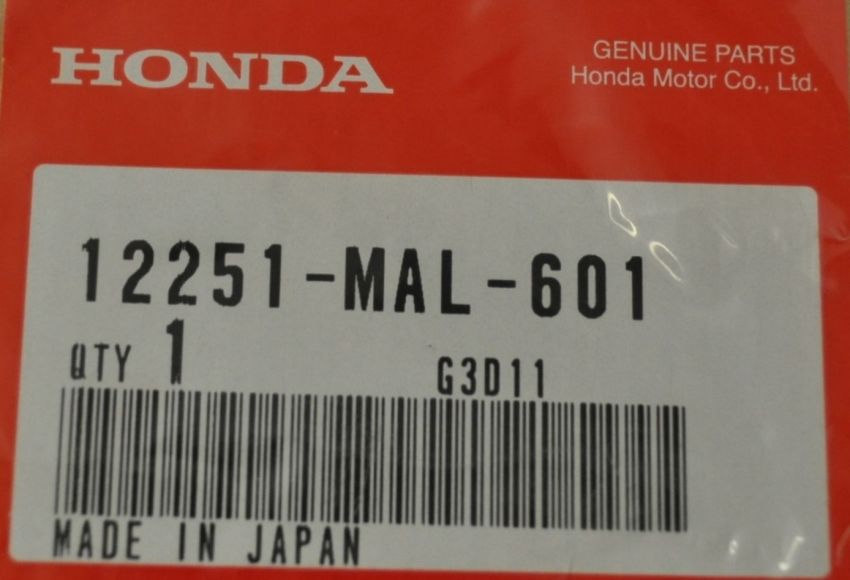 HONDA
GENUINE PARTS
Honda Motor Co., Ltd.
12251-MAL-601
QTY 1
G3D11
MADE IN JAPAN